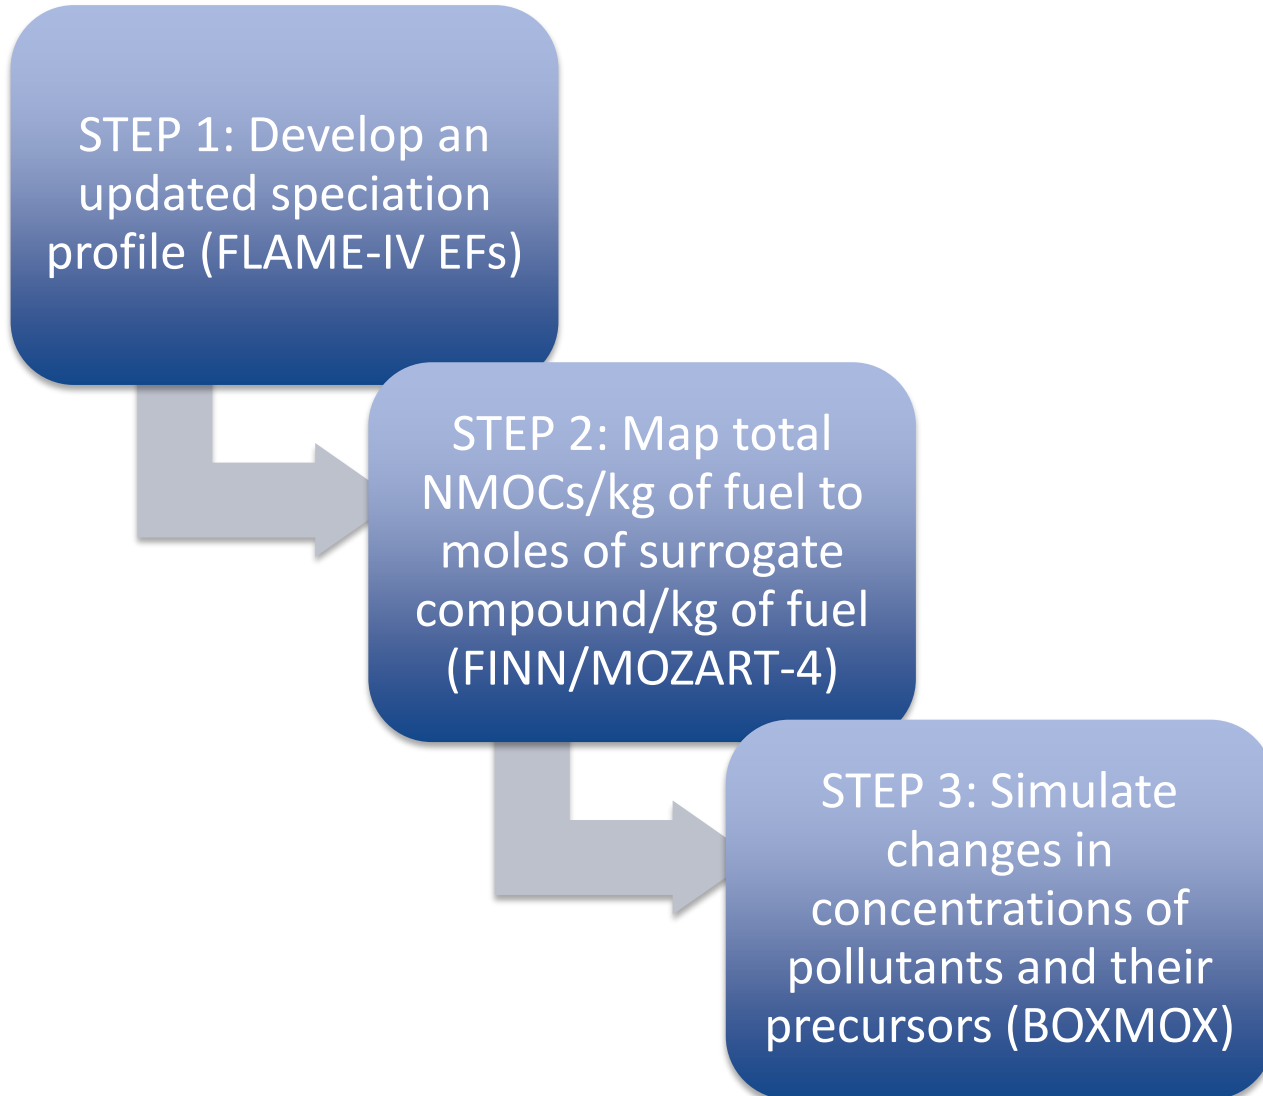 STEP 1: Develop an
updated speciation
profile (FLAME-IV EFs)
STEP 2: Map total
NMOCs/kg of fuel to
moles of surrogate
compound/kg of fuel
(FINN/MOZART-4)
STEP 3: Simulate
changes in
concentrations of
pollutants and their
precursors (BOXMOX)